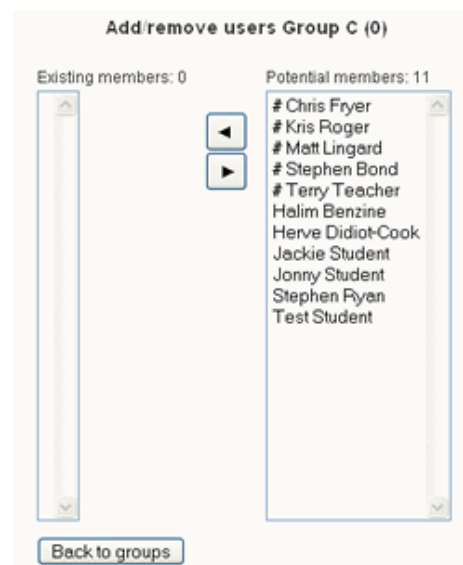 Add/remove users Group C (0)
Existing members: 0
Potential members: 11
# Chris Fryer
# Kris Roger
# Matt Lingard
# Stephen Bond
# Terry Teacher
Halim Benzine
Herve Didiot-Cook
Jackie Student
Jonny Student
Stephen Ryan
Test Student
Back to groups